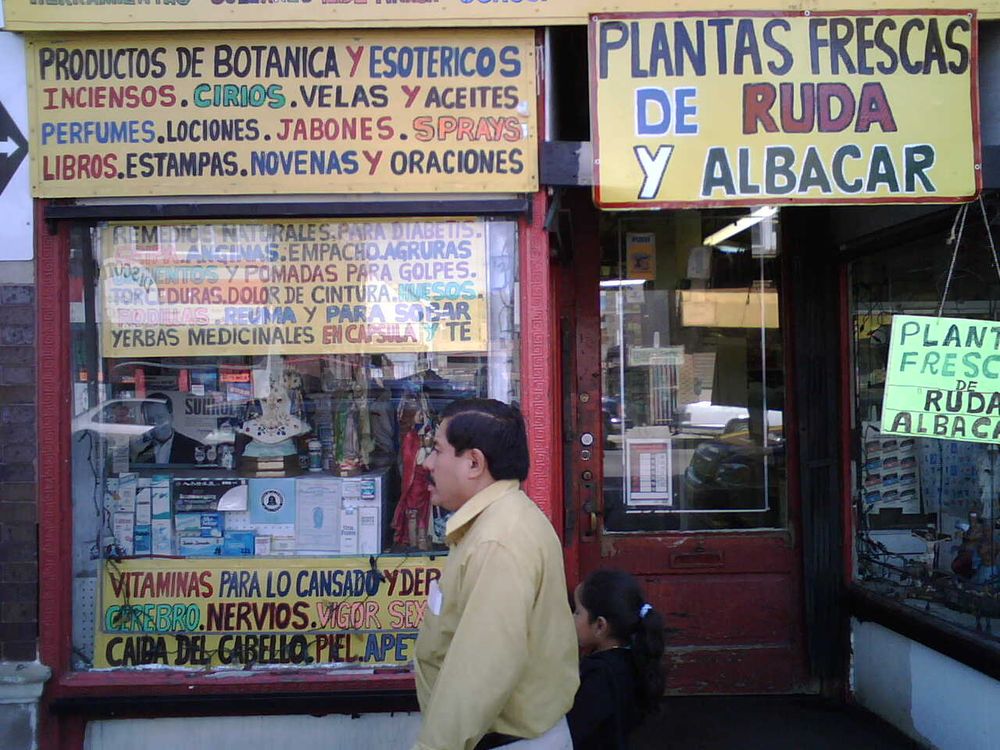 PRODUCTOS DE BOTANICA Y ESOTERICOS
INCIENSOS. CIRIOS. VELAS Y ACEITES
PERFUMES. LOCIONES. JABONES. SPRAYS
LIBROS. ESTAMPAS. NOVENAS Y ORACIONES
PLANTAS FRESCAS
DE RUDA
Y ALBACAR
REMEDIOS NATURALES. PARA DIABETIS.
ANGINAS. EMPACHO. AGRURAS
Y POMADAS PARA GOLPES.
TORCEDURAS. DOLOR DE CINTURA. HUESOS.
RODILLAS. REUMA Y PARA SOBAR
YERBAS MEDICINALES EN CAPSULA Y TE
PLANT
FRESC
DE
RUDA
ALBACA
VITAMINAS PARA LO CANSADO Y DER
CEREBRO. NERVIOS. VIGOR SEX
CAIDA DEL CABELLO. PIEL. APET